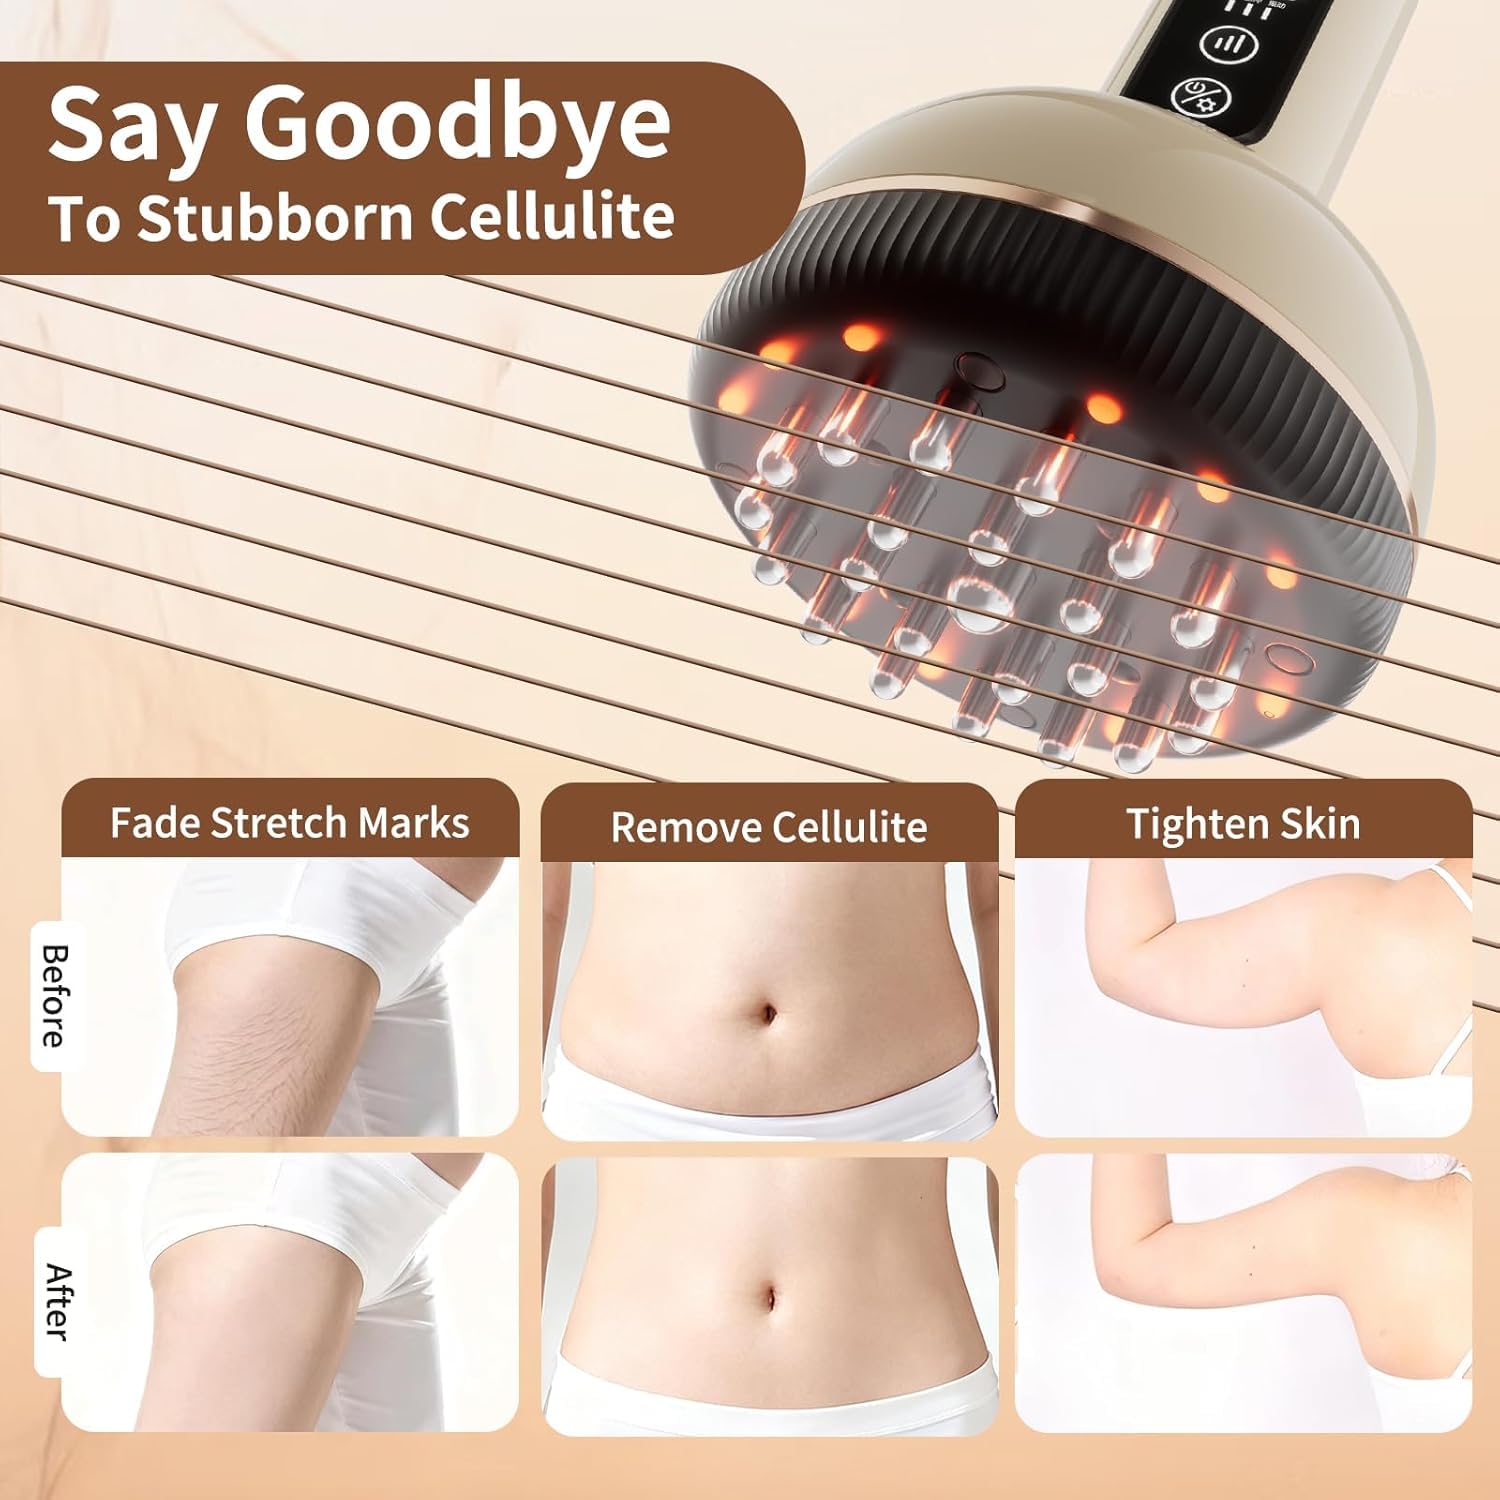 Say Goodbye
To Stubborn Cellulite
Fade Stretch Marks
Remove Cellulite
Tighten Skin
Before
After